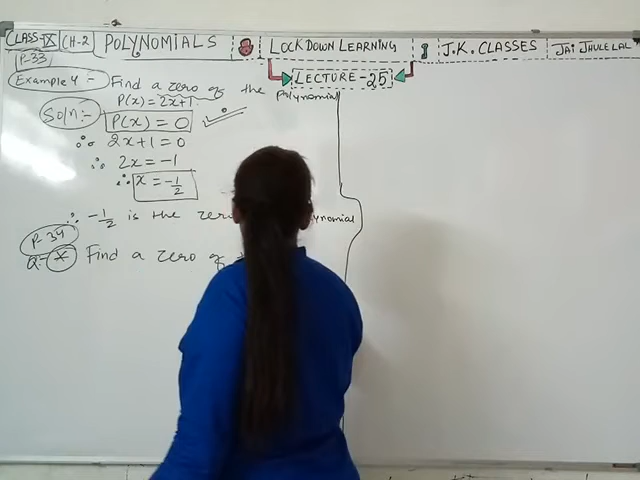 CLASS-IX CH-2 POLYNOMIALS LOCKDOWN LEARNING J.K. CLASSES JAI JHULELAL
P-33 LECTURE-25
Example 4:- Find a zero of the polynomial
P(x) = 2x+1
Soln:- P(x) = 0
∴ 2x+1 = 0
∴ 2x = -1
∴ x = -1/2
∴ -1/2 is the zero
P-34
Q- * Find a zero of